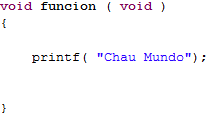 void funcion ( void )
{
printf( "Chau Mundo");
}